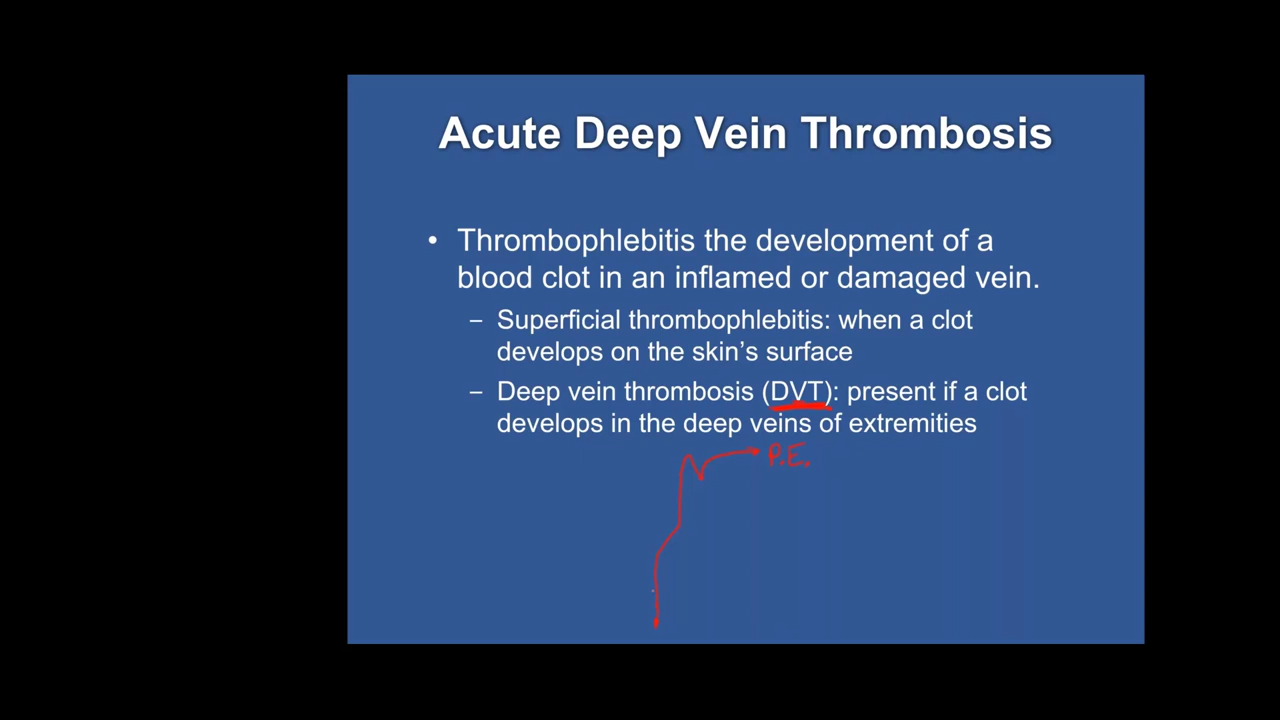 Acute Deep Vein Thrombosis
• Thrombophlebitis the development of a
blood clot in an inflamed or damaged vein.
– Superficial thrombophlebitis: when a clot
develops on the skin’s surface
– Deep vein thrombosis (DVT): present if a clot
develops in the deep veins of extremities
P.E.